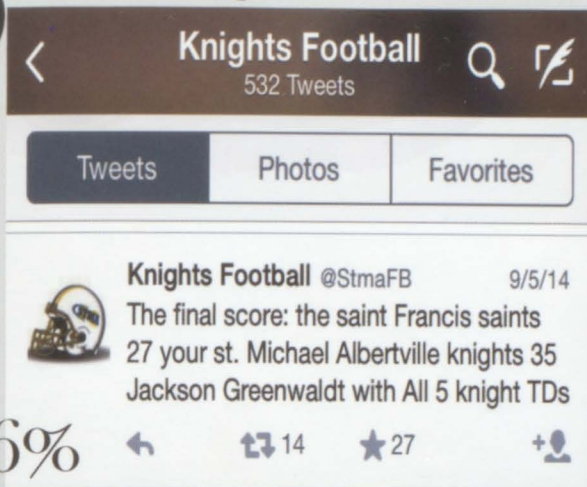 Knights Football
532 Tweets
Tweets Photos Favorites
Knights Football @StmaFB 9/5/14
The final score: the saint Francis saints
27 your st. Michael Albertville knights 35
Jackson Greenwaldt with All 5 knight TDs
14 27
6%